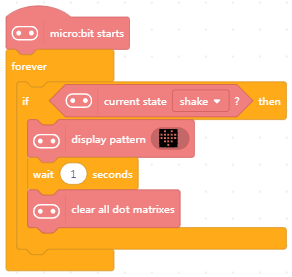 micro:bit starts
forever
if current state shake ? then
display pattern
wait 1 seconds
clear all dot matrixes